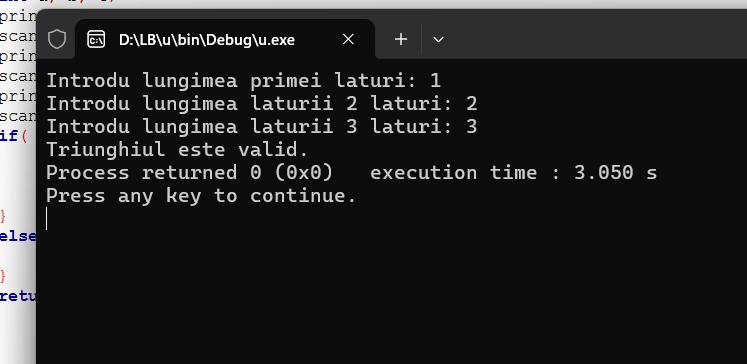 D:\LB\u\bin\Debug\u.exe
prin
scan
prin
scan
prin
scan
if(
}
else
}
retu
Introdu lungimea primei laturi: 1
Introdu lungimea laturii 2 laturi: 2
Introdu lungimea laturii 3 laturi: 3
Triunghiul este valid.
Process returned 0 (0x0)   execution time : 3.050 s
Press any key to continue.